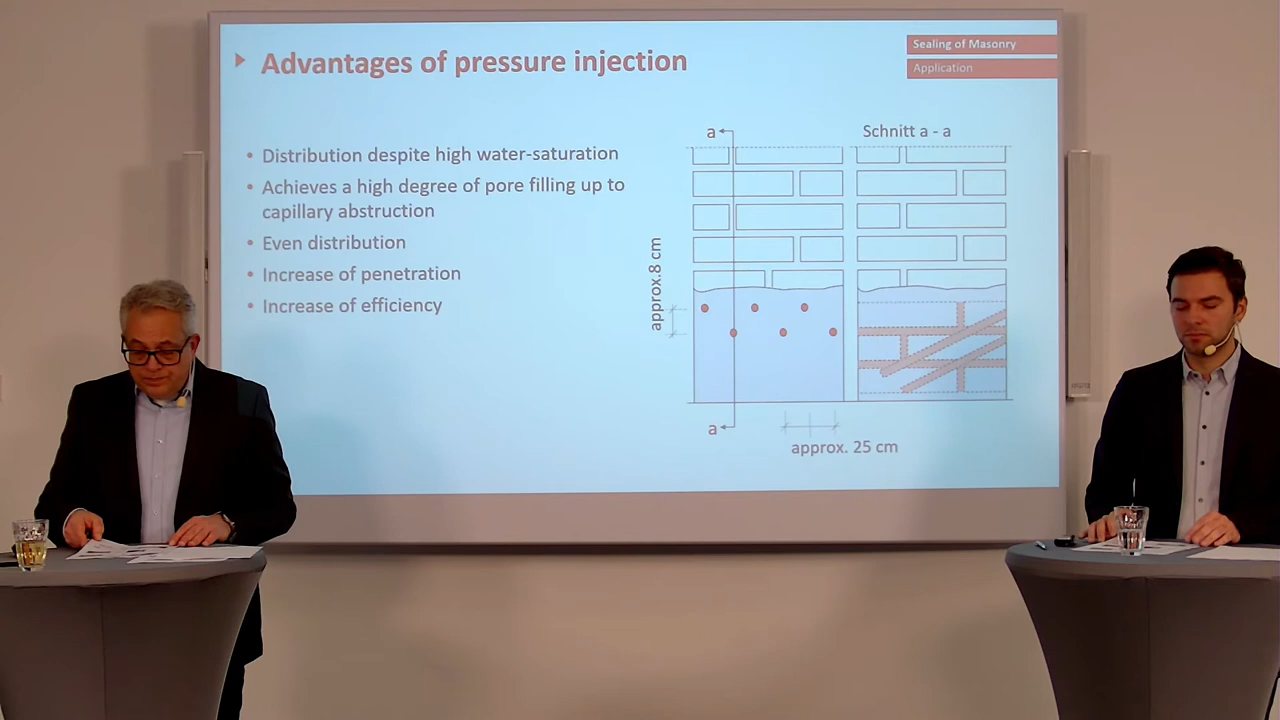 Advantages of pressure injection
Sealing of Masonry
Application
• Distribution despite high water-saturation
• Achieves a high degree of pore filling up to
capillary abstruction
• Even distribution
• Increase of penetration
• Increase of efficiency
a
Schnitt a - a
approx.8 cm
a
approx. 25 cm